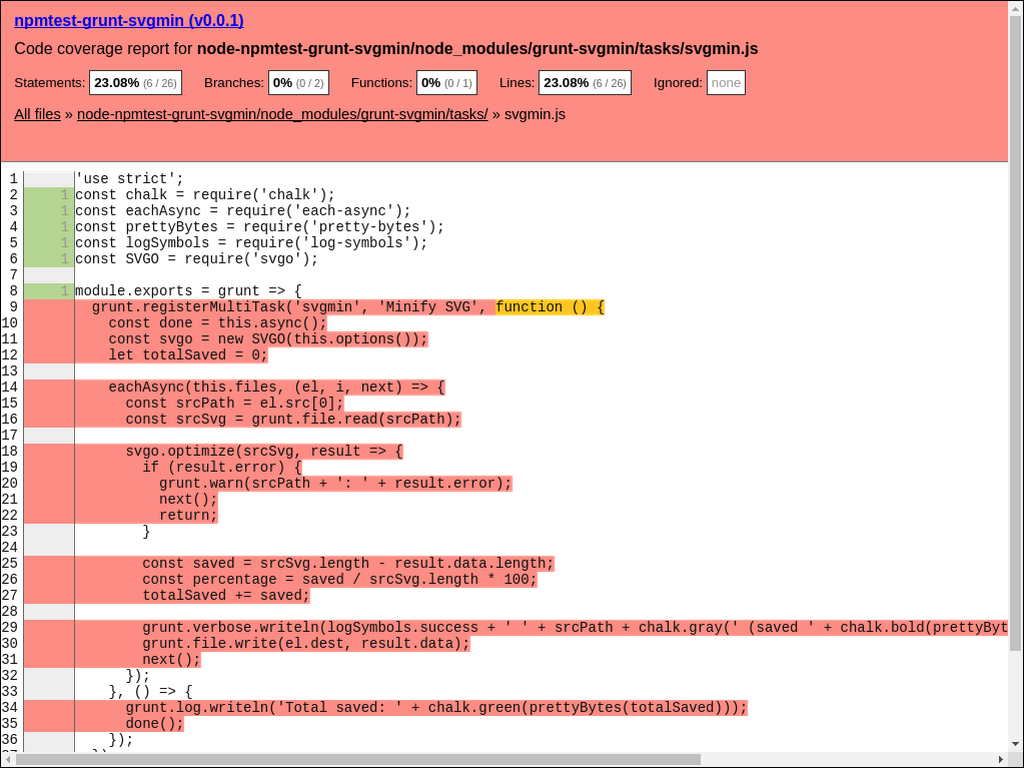 npmtest-grunt-svgmin (v0.0.1)
Code coverage report for node-npmtest-grunt-svgmin/node_modules/grunt-svgmin/tasks/svgmin.js
Statements: 23.08% (6 / 26) Branches: 0% (0 / 2) Functions: 0% (0 / 1) Lines: 23.08% (6 / 26) Ignored: none
All files » node-npmtest-grunt-svgmin/node_modules/grunt-svgmin/tasks/ » svgmin.js
1 'use strict';
2 1 const chalk = require('chalk');
3 1 const eachAsync = require('each-async');
4 1 const prettyBytes = require('pretty-bytes');
5 1 const logSymbols = require('log-symbols');
6 1 const SVGO = require('svgo');
7
8 1 module.exports = grunt => {
9 grunt.registerMultiTask('svgmin', 'Minify SVG', function () {
10 const done = this.async();
11 const svgo = new SVGO(this.options());
12 let totalSaved = 0;
13
14 eachAsync(this.files, (el, i, next) => {
15 const srcPath = el.src[0];
16 const srcSvg = grunt.file.read(srcPath);
17
18 svgo.optimize(srcSvg, result => {
19 if (result.error) {
20 grunt.warn(srcPath + ': ' + result.error);
21 next();
22 return;
23 }
24
25 const saved = srcSvg.length - result.data.length;
26 const percentage = saved / srcSvg.length * 100;
27 totalSaved += saved;
28
29 grunt.verbose.writeln(logSymbols.success + ' ' + srcPath + chalk.gray(' (saved ' + chalk.bold(prettyByt
30 grunt.file.write(el.dest, result.data);
31 next();
32 });
33 }, () => {
34 grunt.log.writeln('Total saved: ' + chalk.green(prettyBytes(totalSaved)));
35 done();
36 });